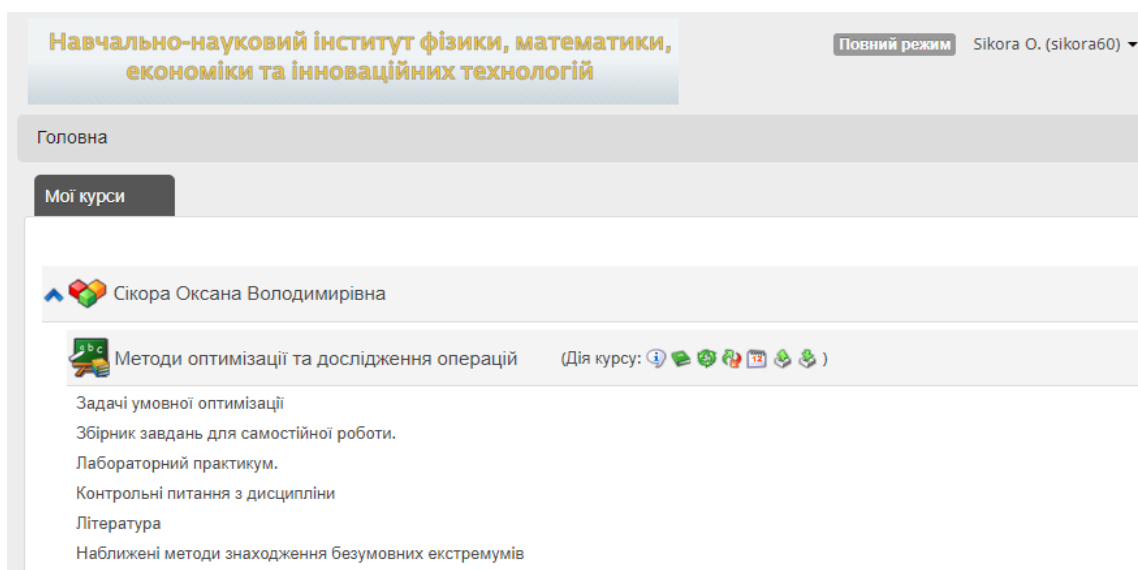 Навчально-науковий інститут фізики, математики,
економіки та інноваційних технологій
Повний режим Sikora O. (sikora60)
Головна
Мої курси
Сікора Оксана Володимирівна
abc
Методи оптимізації та дослідження операцій (Дія курсу: 12 )
Задачі умовної оптимізації
Збірник завдань для самостійної роботи.
Лабораторний практикум.
Контрольні питання з дисципліни
Література
Наближені методи знаходження безумовних екстремумів